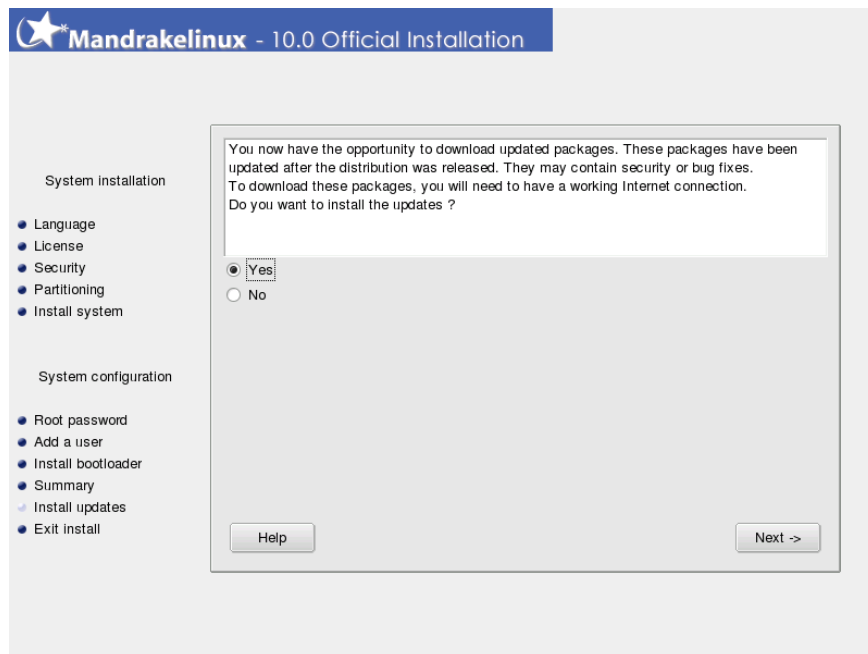 Mandrakelinux - 10.0 Official Installation
System installation
Language
License
Security
Partitioning
Install system
System configuration
Root password
Add a user
Install bootloader
Summary
Install updates
Exit install
You now have the opportunity to download updated packages. These packages have been
updated after the distribution was released. They may contain security or bug fixes.
To download these packages, you will need to have a working Internet connection.
Do you want to install the updates ?
Yes
No
Help
Next ->